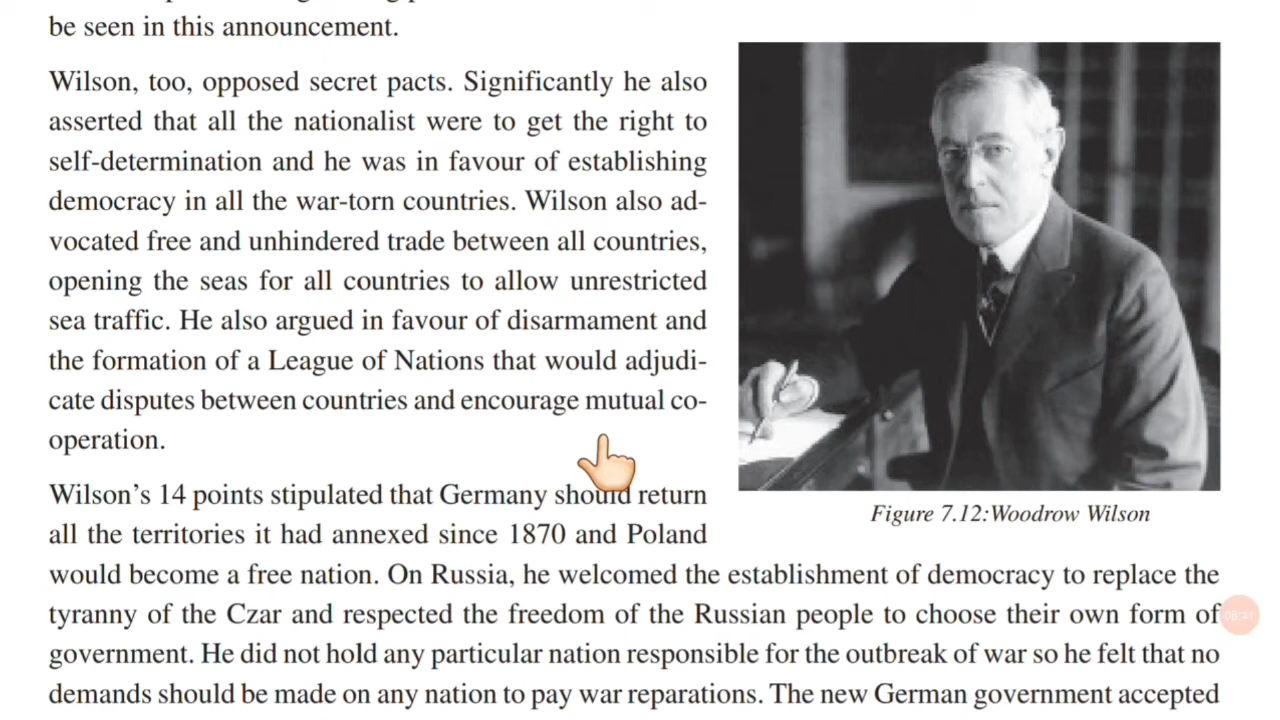 be seen in this announcement.
Wilson, too, opposed secret pacts. Significantly he also
asserted that all the nationalist were to get the right to
self-determination and he was in favour of establishing
democracy in all the war-torn countries. Wilson also ad-
vocated free and unhindered trade between all countries,
opening the seas for all countries to allow unrestricted
sea traffic. He also argued in favour of disarmament and
the formation of a League of Nations that would adjudi-
cate disputes between countries and encourage mutual co-
operation.
Figure 7.12:Woodrow Wilson
Wilson’s 14 points stipulated that Germany should return
all the territories it had annexed since 1870 and Poland
would become a free nation. On Russia, he welcomed the establishment of democracy to replace the
tyranny of the Czar and respected the freedom of the Russian people to choose their own form of
government. He did not hold any particular nation responsible for the outbreak of war so he felt that no
demands should be made on any nation to pay war reparations. The new German government accepted